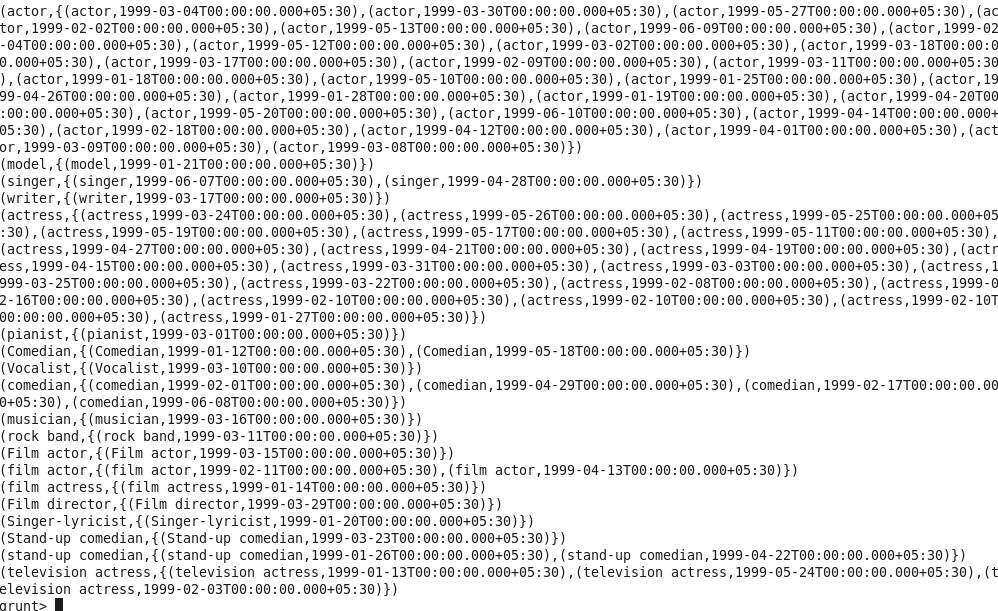 (actor,{(actor,1999-03-04T00:00:00.000+05:30),(actor,1999-03-30T00:00:00.000+05:30),(actor,1999-05-27T00:00:00.000+05:30),(ac
tor,1999-02-02T00:00:00.000+05:30),(actor,1999-05-13T00:00:00.000+05:30),(actor,1999-06-09T00:00:00.000+05:30),(actor,1999-02
-04T00:00:00.000+05:30),(actor,1999-05-12T00:00:00.000+05:30),(actor,1999-03-02T00:00:00.000+05:30),(actor,1999-03-18T00:00:0
0.000+05:30),(actor,1999-03-17T00:00:00.000+05:30),(actor,1999-02-09T00:00:00.000+05:30),(actor,1999-03-11T00:00:00.000+05:30
),(actor,1999-01-18T00:00:00.000+05:30),(actor,1999-05-10T00:00:00.000+05:30),(actor,1999-01-25T00:00:00.000+05:30),(actor,19
99-04-26T00:00:00.000+05:30),(actor,1999-01-28T00:00:00.000+05:30),(actor,1999-01-19T00:00:00.000+05:30),(actor,1999-04-20T00
:00:00.000+05:30),(actor,1999-05-20T00:00:00.000+05:30),(actor,1999-06-10T00:00:00.000+05:30),(actor,1999-04-14T00:00:00.000+
05:30),(actor,1999-02-18T00:00:00.000+05:30),(actor,1999-04-12T00:00:00.000+05:30),(actor,1999-04-01T00:00:00.000+05:30),(act
or,1999-03-09T00:00:00.000+05:30),(actor,1999-03-08T00:00:00.000+05:30)})
(model,{(model,1999-01-21T00:00:00.000+05:30)})
(singer,{(singer,1999-06-07T00:00:00.000+05:30),(singer,1999-04-28T00:00:00.000+05:30)})
(writer,{(writer,1999-03-17T00:00:00.000+05:30)})
(actress,{(actress,1999-03-24T00:00:00.000+05:30),(actress,1999-05-26T00:00:00.000+05:30),(actress,1999-05-25T00:00:00.000+05
:30),(actress,1999-05-19T00:00:00.000+05:30),(actress,1999-05-17T00:00:00.000+05:30),(actress,1999-05-11T00:00:00.000+05:30),
(actress,1999-04-27T00:00:00.000+05:30),(actress,1999-04-21T00:00:00.000+05:30),(actress,1999-04-19T00:00:00.000+05:30),(actr
ess,1999-04-15T00:00:00.000+05:30),(actress,1999-03-31T00:00:00.000+05:30),(actress,1999-03-03T00:00:00.000+05:30),(actress,1
999-03-25T00:00:00.000+05:30),(actress,1999-03-22T00:00:00.000+05:30),(actress,1999-02-08T00:00:00.000+05:30),(actress,1999-0
2-16T00:00:00.000+05:30),(actress,1999-02-10T00:00:00.000+05:30),(actress,1999-02-10T00:00:00.000+05:30),(actress,1999-02-10T
00:00:00.000+05:30),(actress,1999-01-27T00:00:00.000+05:30)})
(pianist,{(pianist,1999-03-01T00:00:00.000+05:30)})
(Comedian,{(Comedian,1999-01-12T00:00:00.000+05:30),(Comedian,1999-05-18T00:00:00.000+05:30)})
(Vocalist,{(Vocalist,1999-03-10T00:00:00.000+05:30)})
(comedian,{(comedian,1999-02-01T00:00:00.000+05:30),(comedian,1999-04-29T00:00:00.000+05:30),(comedian,1999-02-17T00:00:00.00
0+05:30),(comedian,1999-06-08T00:00:00.000+05:30)})
(musician,{(musician,1999-03-16T00:00:00.000+05:30)})
(rock band,{(rock band,1999-03-11T00:00:00.000+05:30)})
(Film actor,{(Film actor,1999-03-15T00:00:00.000+05:30)})
(film actor,{(film actor,1999-02-11T00:00:00.000+05:30),(film actor,1999-04-13T00:00:00.000+05:30)})
(film actress,{(film actress,1999-01-14T00:00:00.000+05:30)})
(Film director,{(Film director,1999-03-29T00:00:00.000+05:30)})
(Singer-lyricist,{(Singer-lyricist,1999-01-20T00:00:00.000+05:30)})
(Stand-up comedian,{(Stand-up comedian,1999-03-23T00:00:00.000+05:30)})
(stand-up comedian,{(stand-up comedian,1999-01-26T00:00:00.000+05:30),(stand-up comedian,1999-04-22T00:00:00.000+05:30)})
(television actress,{(television actress,1999-01-13T00:00:00.000+05:30),(television actress,1999-05-24T00:00:00.000+05:30),(t
elevision actress,1999-02-03T00:00:00.000+05:30)})
grunt>